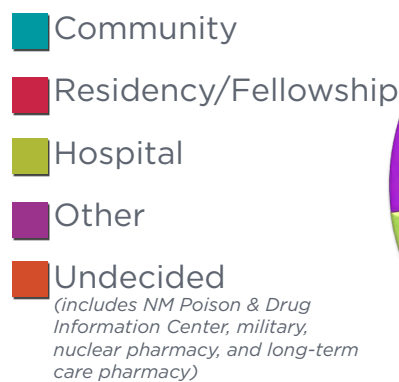 Community
Residency/Fellowship
Hospital
Other
Undecided
(includes NM Poison & Drug
Information Center, military,
nuclear pharmacy, and long-term
care pharmacy)